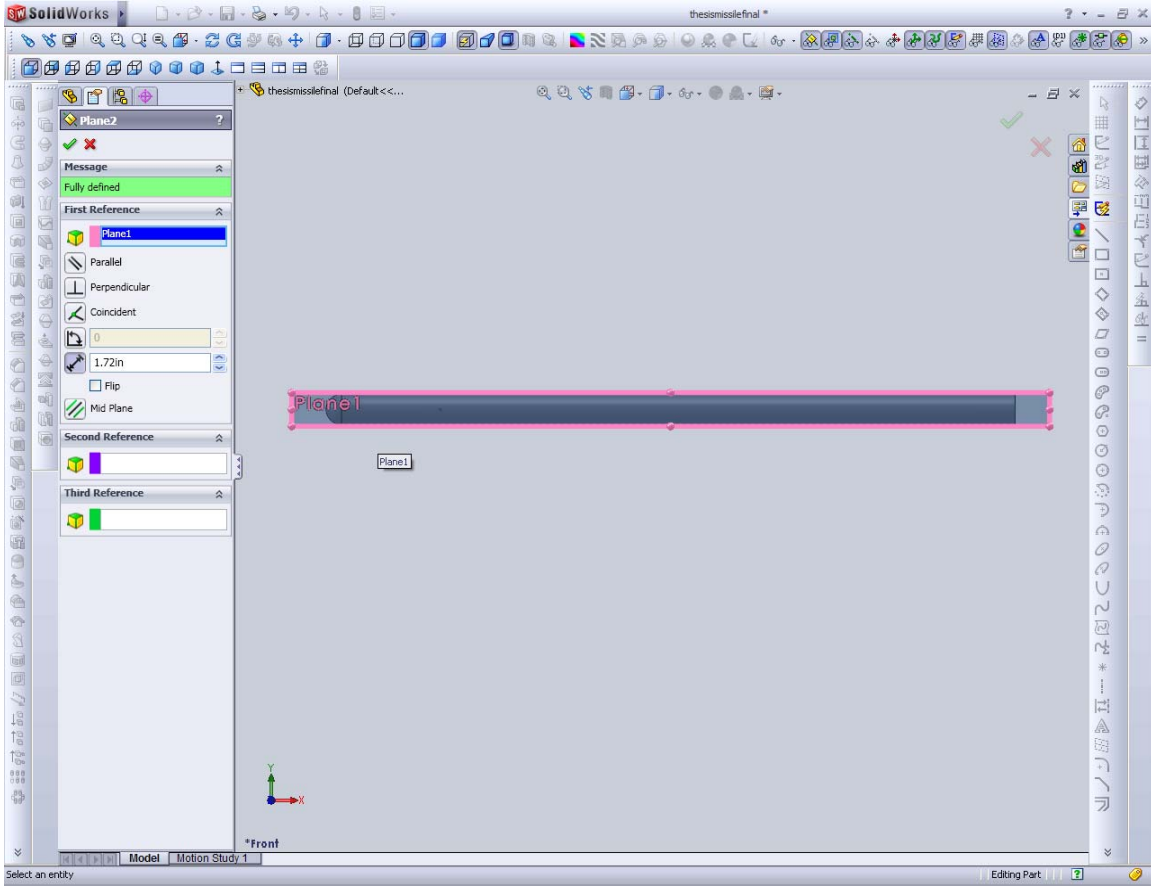 SolidWorks
thesismissilefinal *
thesismissilefinal (Default<<...
Plane2
?
Message
Fully defined
First Reference
Plane1
Parallel
Perpendicular
Coincident
0
1.72in
Flip
Mid Plane
Second Reference
Third Reference
Plane1
Plane1
Y
X
*Front
Model
Motion Study 1
Select an entity
Editing Part
?